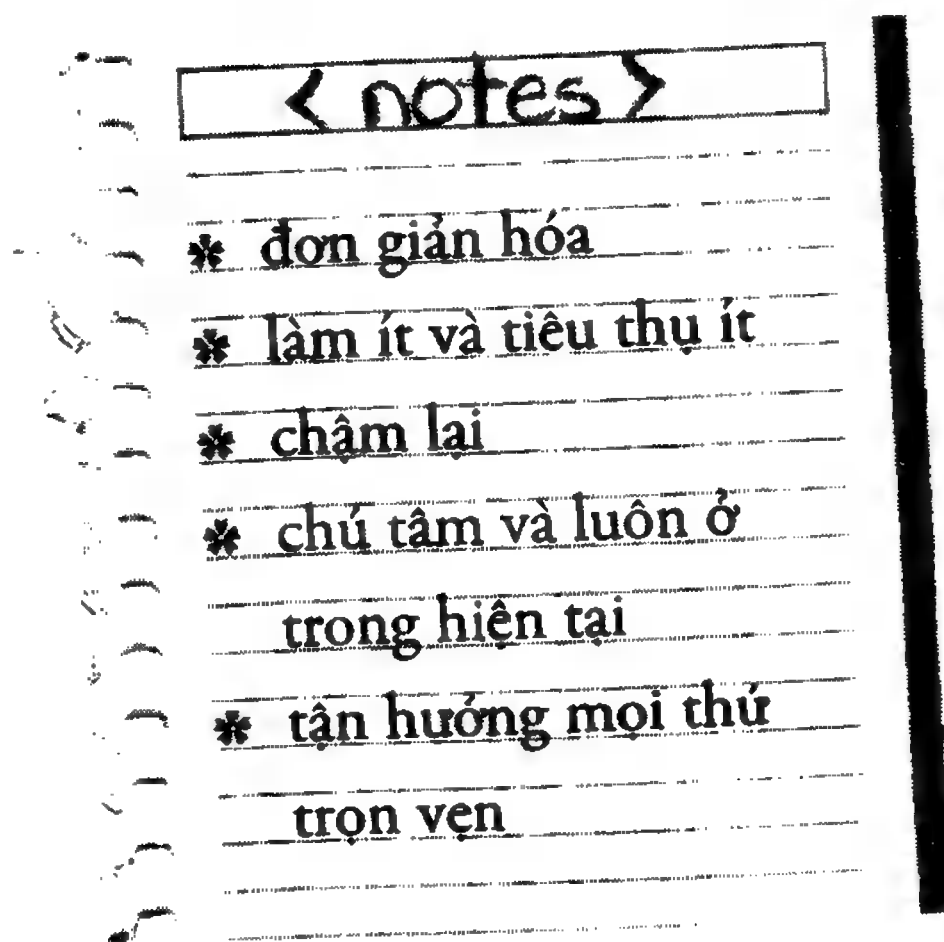 < notes >
* đơn giản hóa
* làm ít và tiêu thụ ít
* chậm lại
* chú tâm và luôn ở
trong hiện tại
* tận hưởng mọi thứ
trọn vẹn